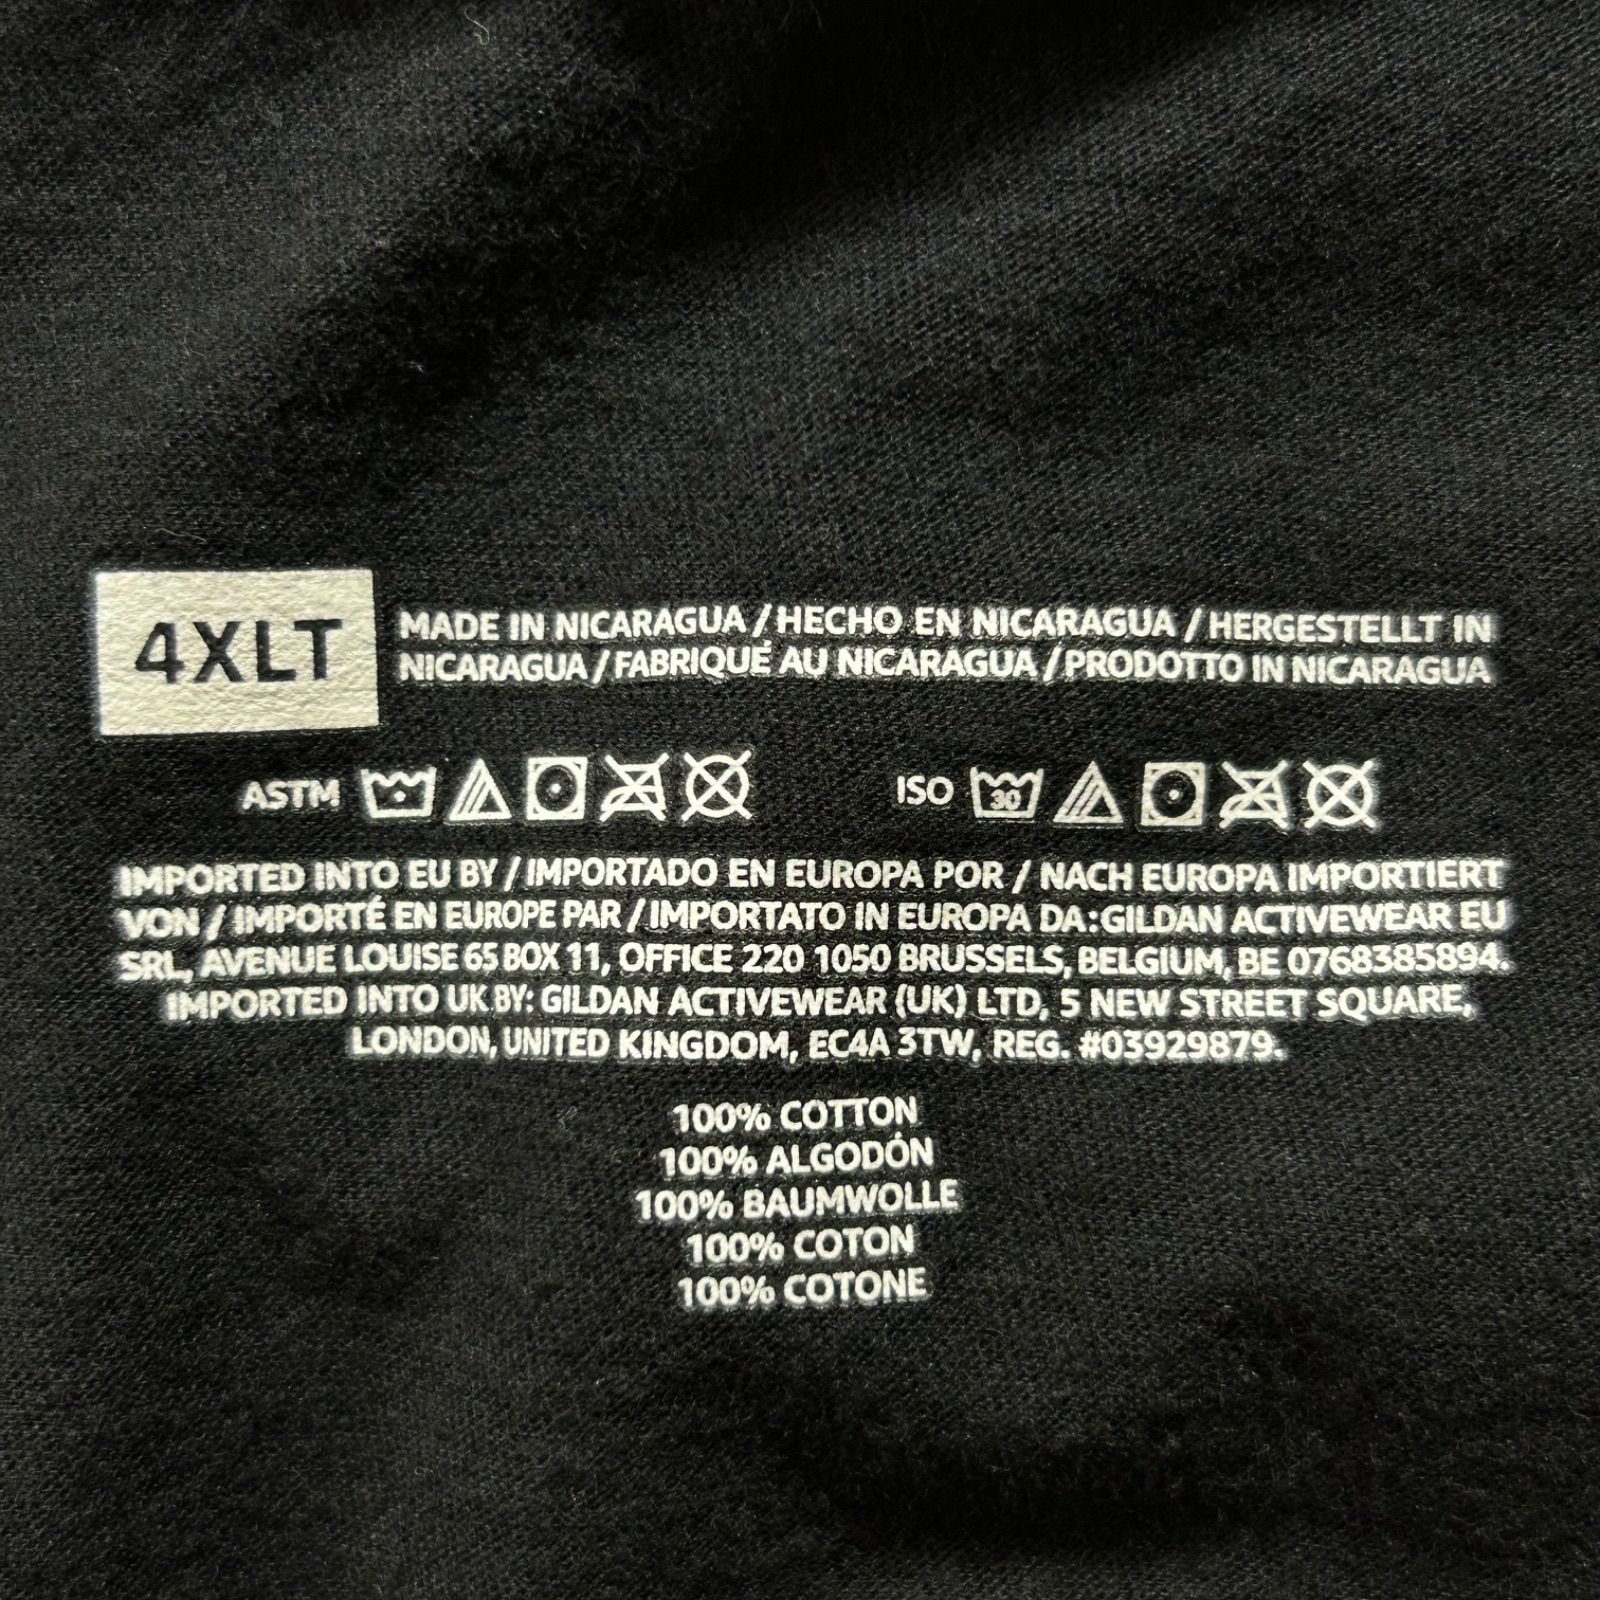 4XLT
MADE IN NICARAGUA / HECHO EN NICARAGUA / HERGESTELLT IN
NICARAGUA / FABRIQUÉ AU NICARAGUA / PRODOTTO IN NICARAGUA
ASTM
ISO 30
IMPORTED INTO EU BY / IMPORTADO EN EUROPA POR / NACH EUROPA IMPORTIERT
VON / IMPORTÉ EN EUROPE PAR / IMPORTATO IN EUROPA DA:GILDAN ACTIVEWEAR EU
SRL, AVENUE LOUISE 65 BOX 11, OFFICE 220 1050 BRUSSELS, BELGIUM, BE 0768385894.
IMPORTED INTO UK BY: GILDAN ACTIVEWEAR (UK) LTD, 5 NEW STREET SQUARE,
LONDON, UNITED KINGDOM, EC4A 3TW, REG. #03929879.
100% COTTON
100% ALGODÓN
100% BAUMWOLLE
100% COTON
100% COTONE